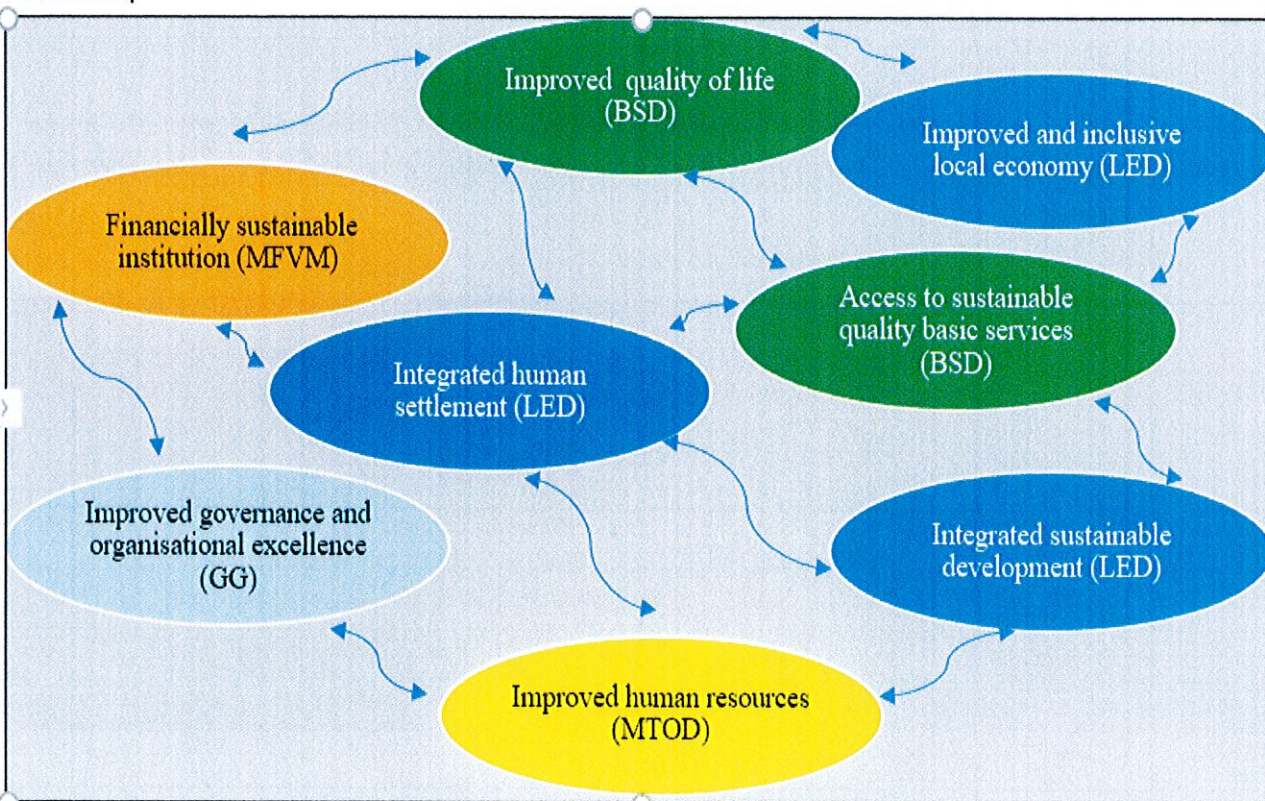 Improved quality of life
(BSD)
Improved and inclusive
local economy (LED)
Financially sustainable
institution (MFVM)
Access to sustainable
quality basic services
(BSD)
Integrated human
settlement (LED)
Improved governance and
organisational excellence
(GG)
Integrated sustainable
development (LED)
Improved human resources
(MTOD)